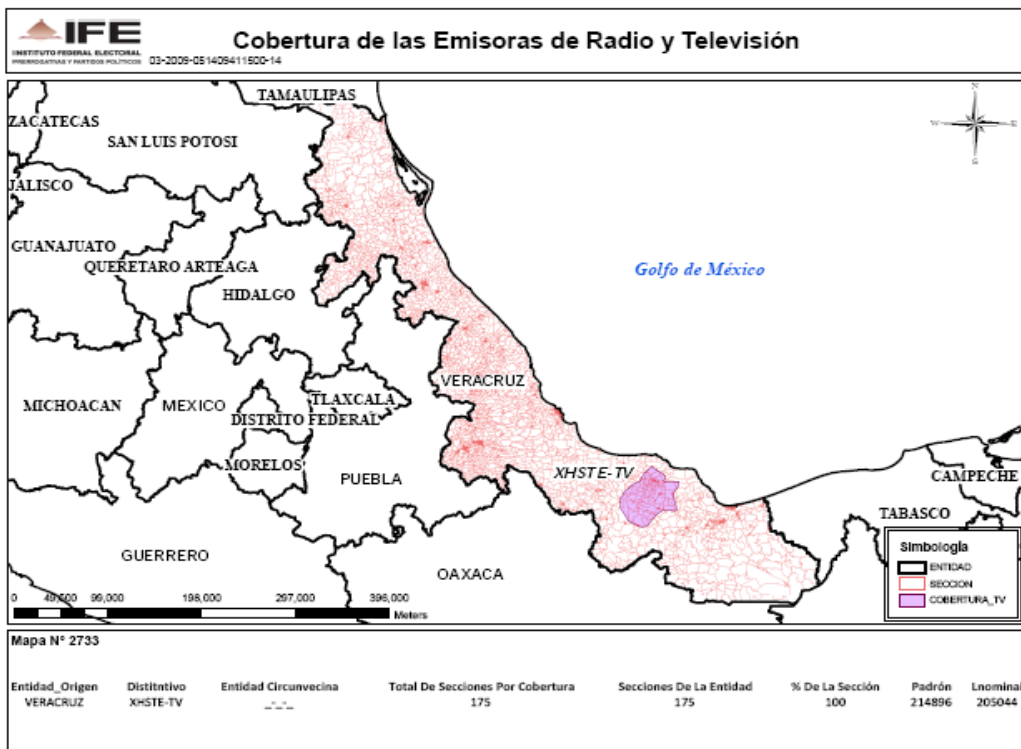 IFE
INSTITUTO FEDERAL ELECTORAL
PRERROGATIVAS Y PARTIDOS POLÍTICOS
03-2009-051409411500-14
Cobertura de las Emisoras de Radio y Televisión
TAMAULIPAS
ZACATECAS
SAN LUIS POTOSI
JALISCO
GUANAJUATO
QUERETARO ARTEAGA
HIDALGO
Golfo de México
N
W E
S
VERACRUZ
TLAXCALA
MICHOACAN
MEXICO
DISTRITO FEDERAL
MORELOS
PUEBLA
XHSTE-TV
CAMPECHE
TABASCO
GUERRERO
OAXACA
Simbología
ENTIDAD
SECCION
COBERTURA_TV
0 49,500 99,000 198,000 297,000 396,000
Meters
Mapa N° 2733
Entidad_Origen Distitntivo Entidad Circunvecina Total De Secciones Por Cobertura Secciones De La Entidad % De La Sección Padrón Lnominal
VERACRUZ XHSTE-TV _-_-_ 175 175 100 214896 205044